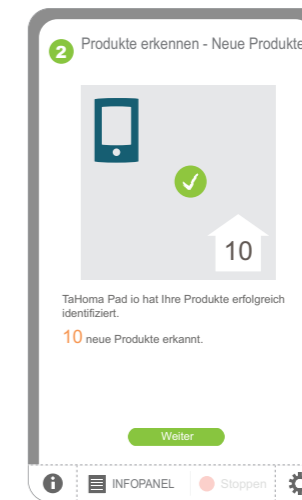 2 Produkte erkennen - Neue Produkte
10
TaHoma Pad io hat Ihre Produkte erfolgreich
identifiziert.
10 neue Produkte erkannt.
Weiter
INFOPANEL Stoppen